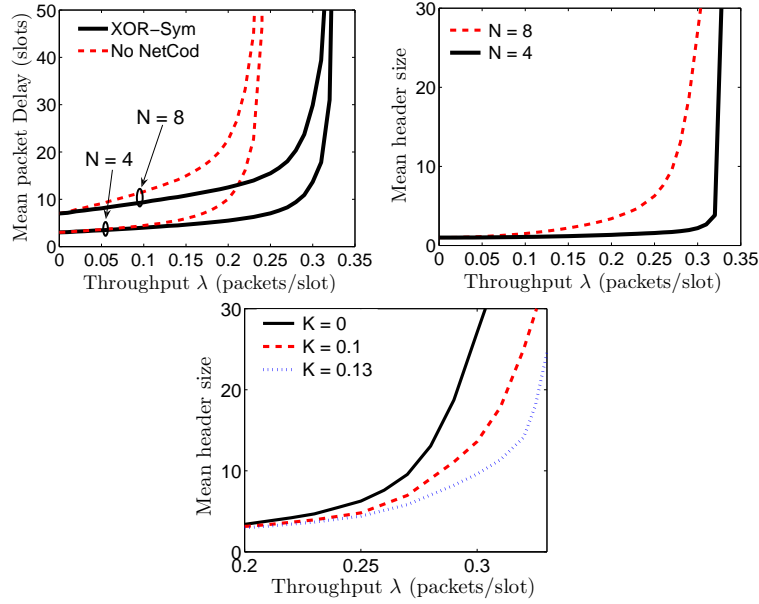 XOR−Sym
No NetCod
N = 8
N = 4
Mean packet Delay (slots)
50
40
30
20
10
0
0
0.05
0.1
0.15
0.2
0.25
0.3
0.35
Throughput λ (packets/slot)
N = 8
N = 4
Mean header size
30
20
10
0
0
0.05
0.1
0.15
0.2
0.25
0.3
0.35
Throughput λ (packets/slot)
K = 0
K = 0.1
K = 0.13
Mean header size
30
20
10
0
0.2
0.25
0.3
Throughput λ (packets/slot)